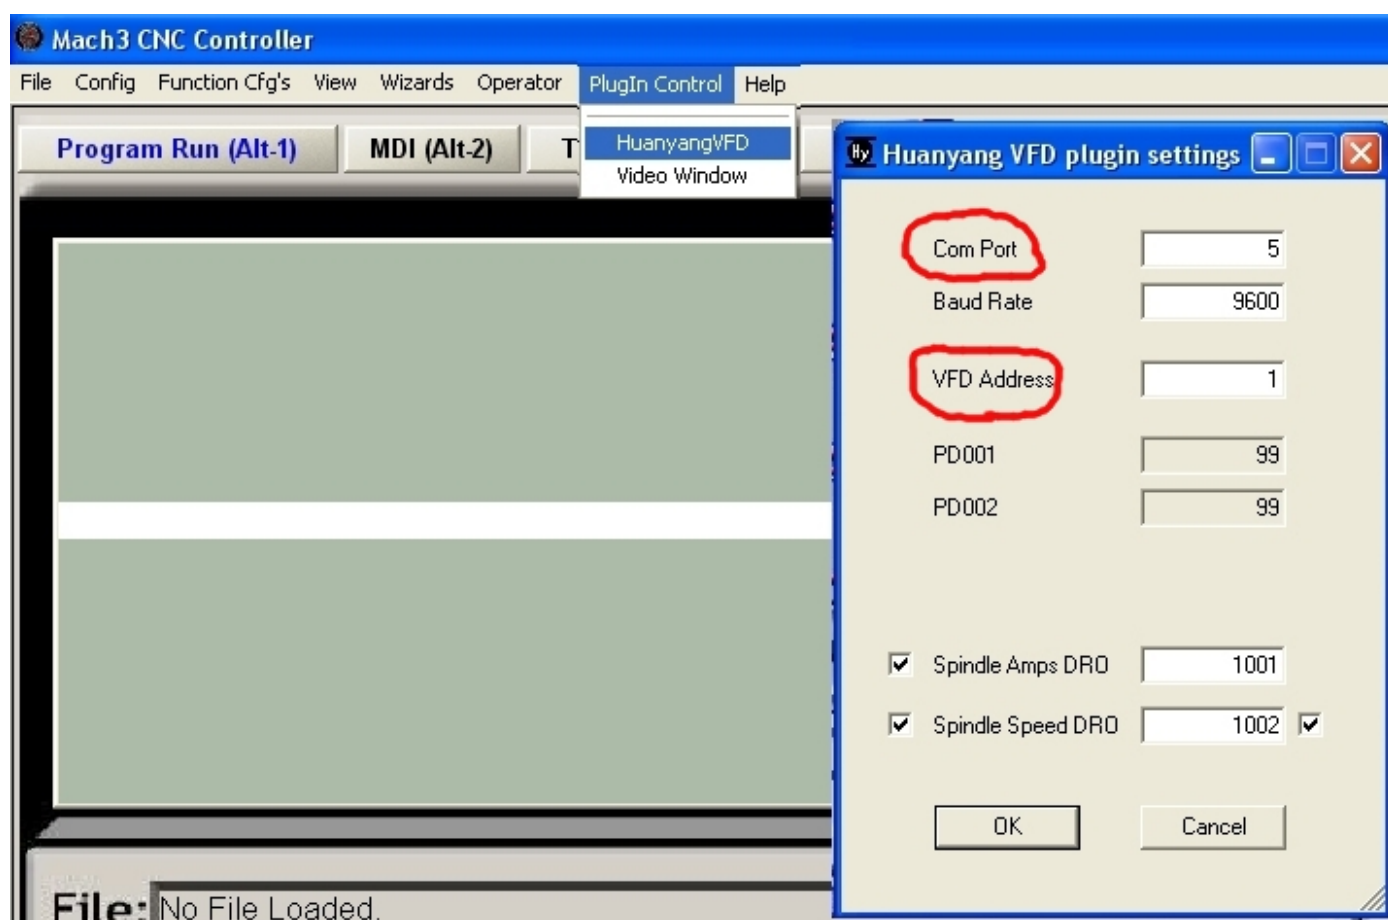 Mach3 CNC Controller
File Config Function Cfg's View Wizards Operator PlugIn Control Help
Program Run (Alt-1) MDI (Alt-2) T
HuanyangVFD
Video Window
Hy Huanyang VFD plugin settings
Com Port 5
Baud Rate 9600
VFD Address 1
PD001 99
PD002 99
Spindle Amps DRO 1001
Spindle Speed DRO 1002
OK Cancel
File: No File Loaded.